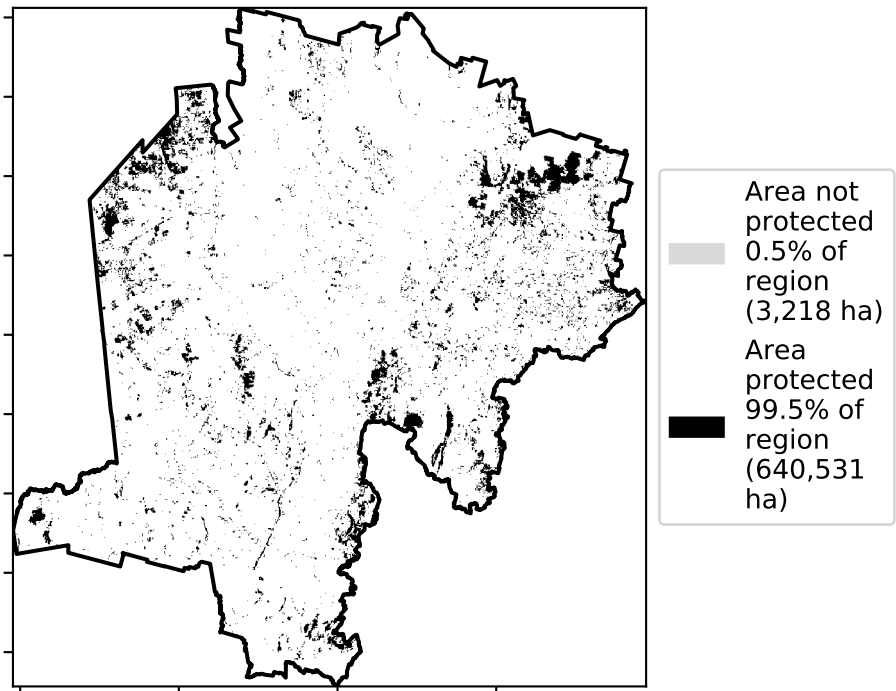 Area not
protected
0.5% of
region
(3,218 ha)
Area
protected
99.5% of
region
(640,531
ha)